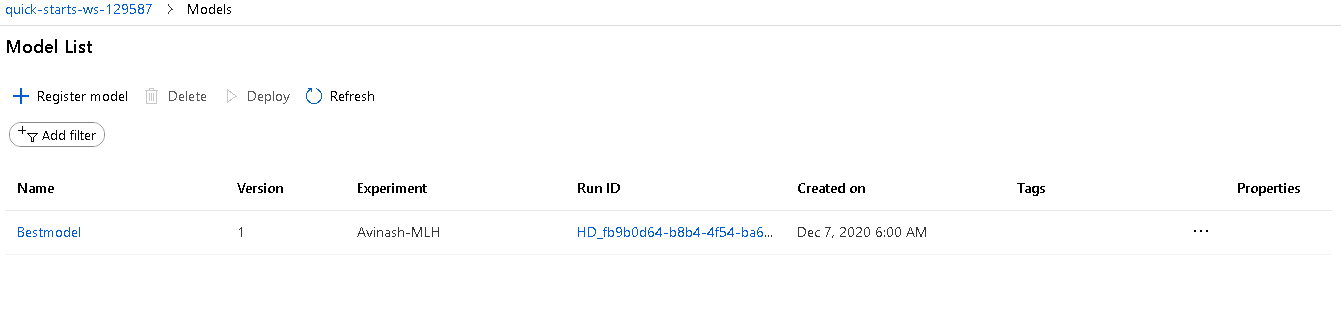 quick-starts-ws-129587 > Models
Model List
Register model Delete Deploy Refresh
Add filter
Name Version Experiment Run ID Created on Tags Properties
Bestmodel 1 Avinash-MLH HD_fb9b0d64-b8b4-4f54-ba6... Dec 7, 2020 6:00 AM ...